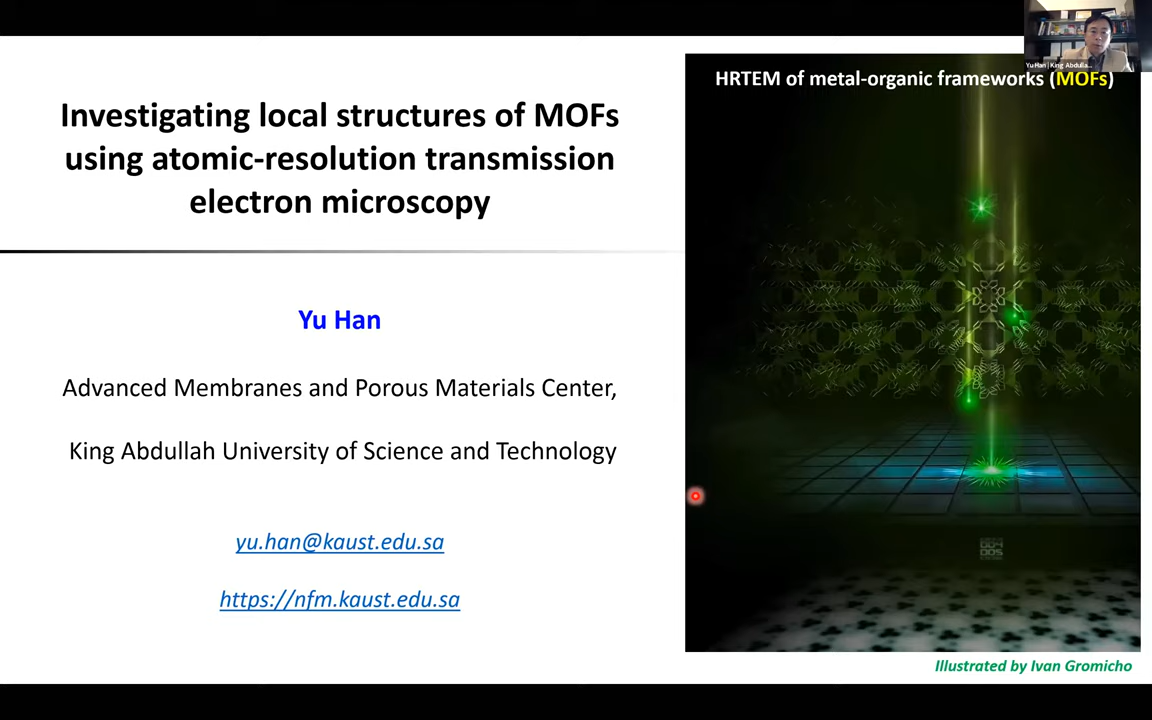 Investigating local structures of MOFs
using atomic-resolution transmission
electron microscopy
Yu Han
Advanced Membranes and Porous Materials Center,
King Abdullah University of Science and Technology
yu.han@kaust.edu.sa
https://nfm.kaust.edu.sa
Yu Han | King Abdulla...
HRTEM of metal-organic frameworks (MOFs)
004
005
Illustrated by Ivan Gromicho